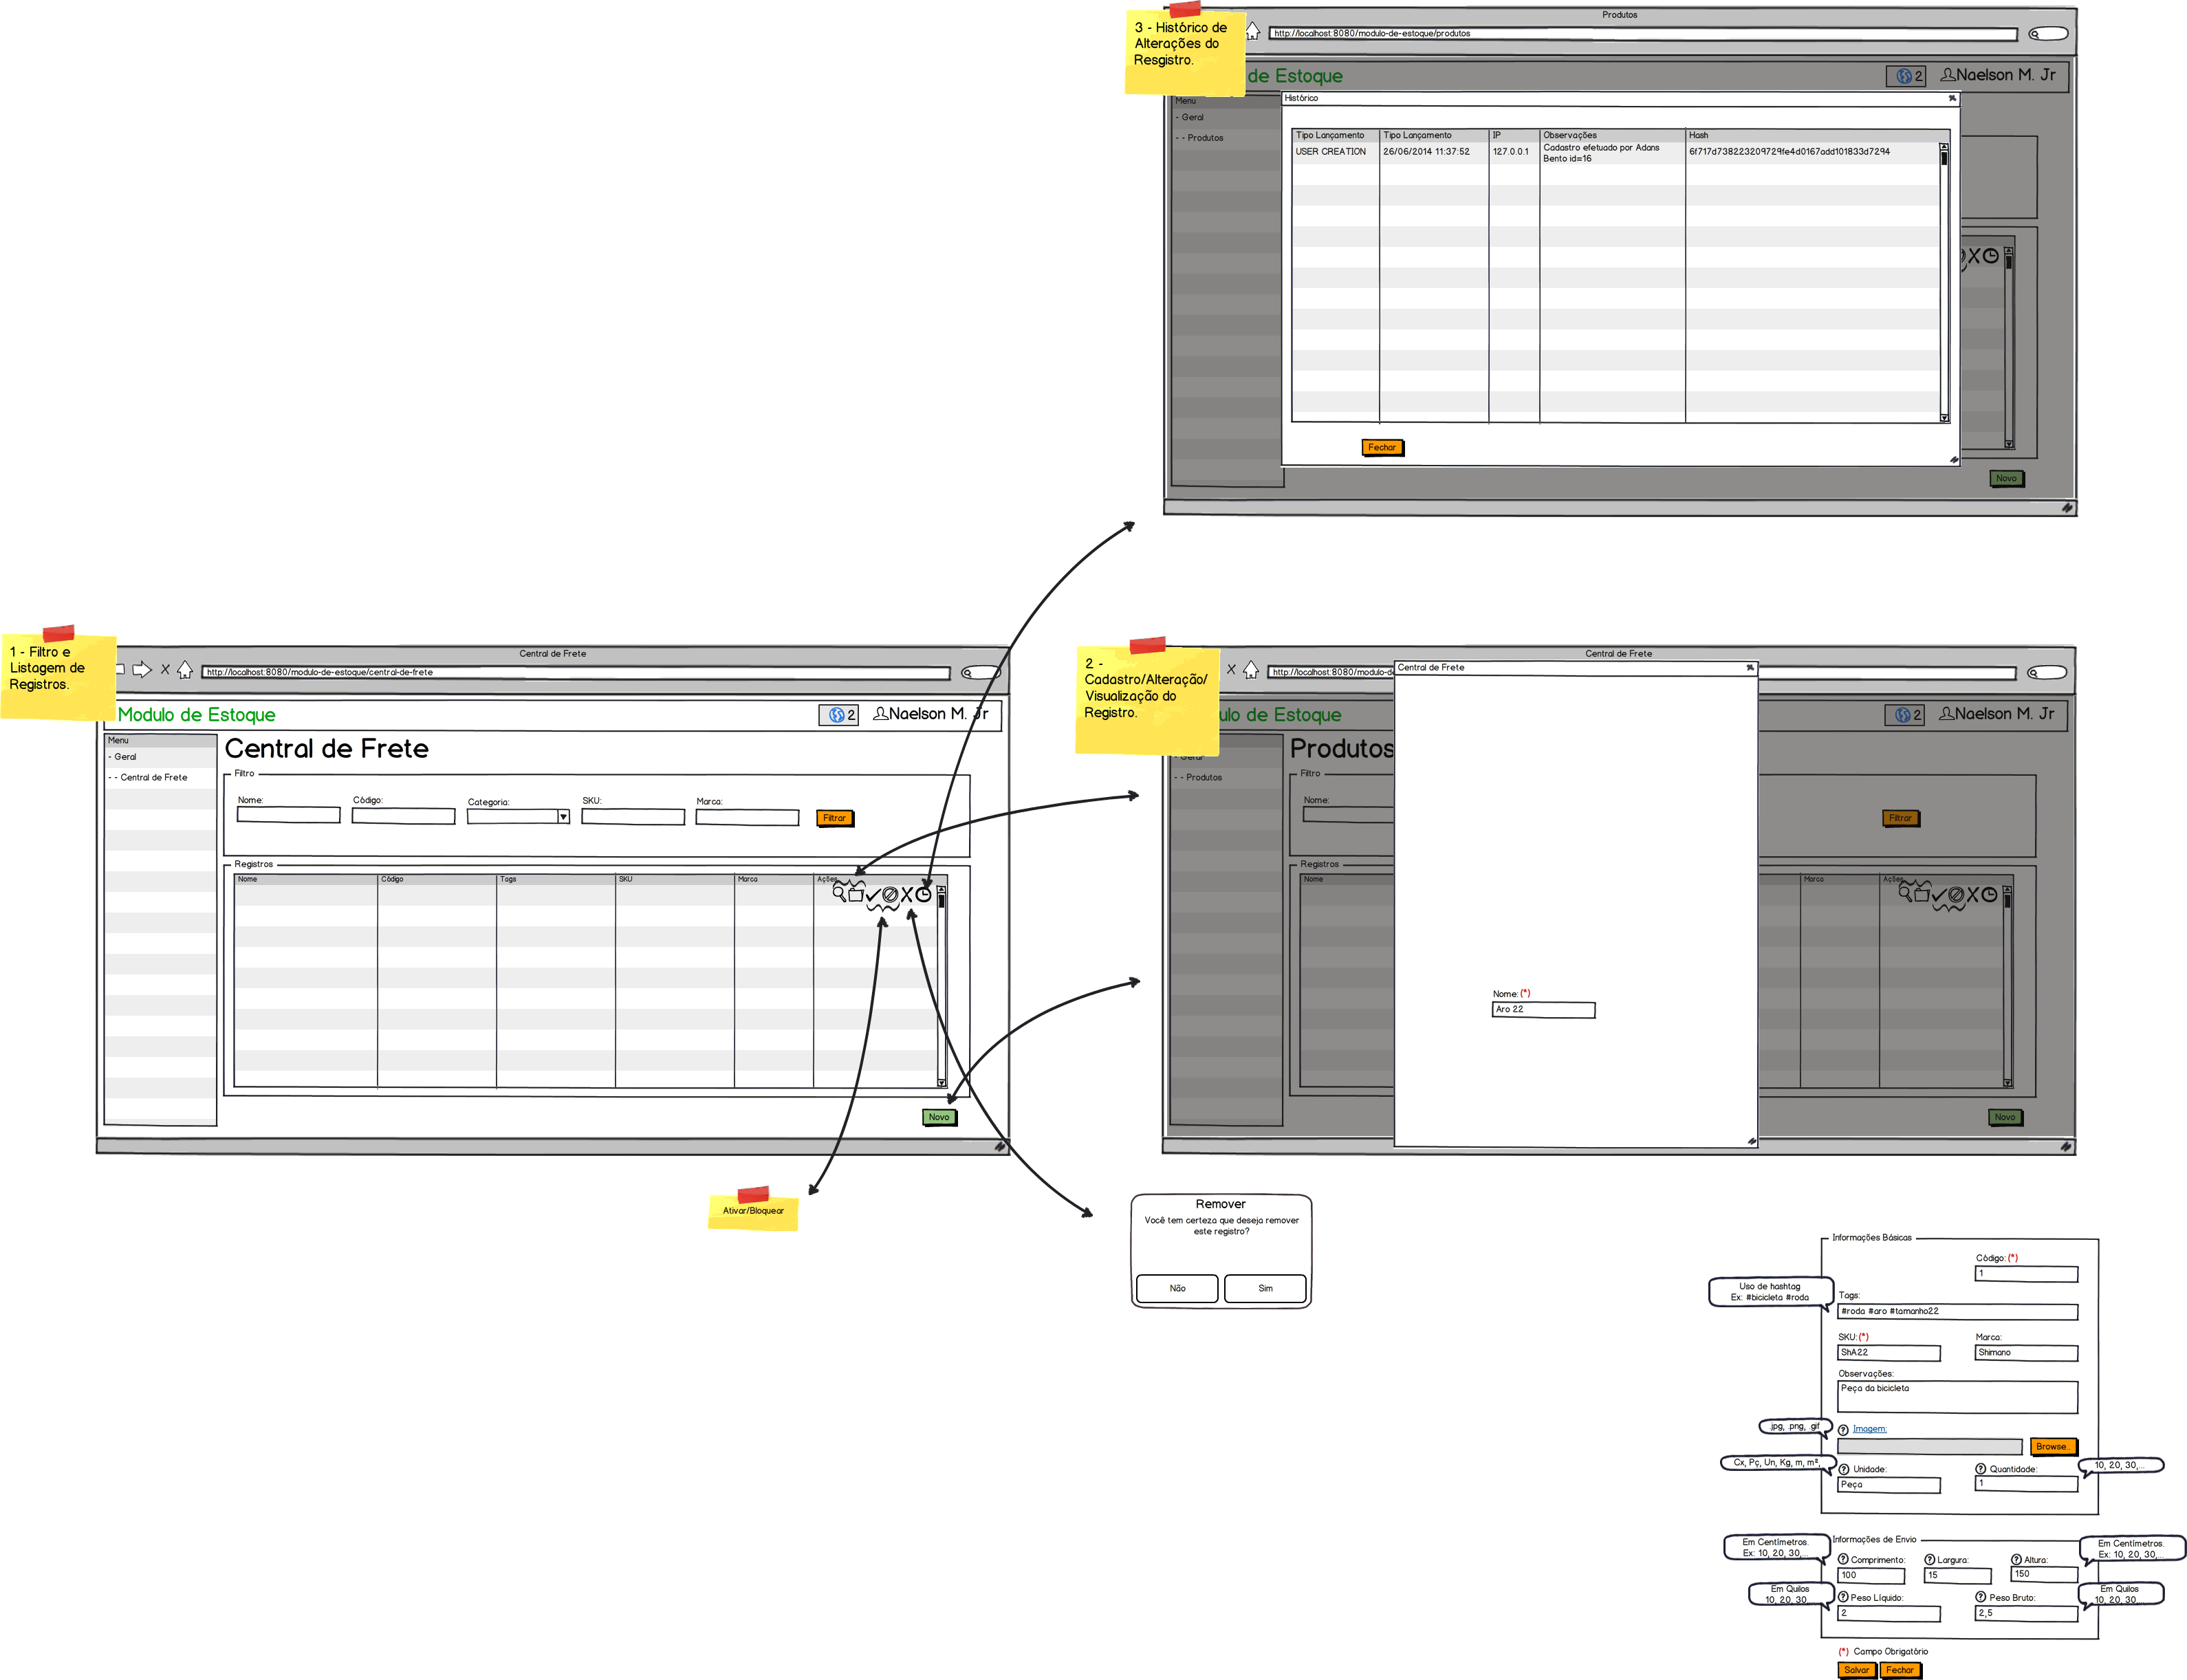 3 - Histórico de
Alterações do
Resgistro.
Produtos
http://localhost:8080/modulo-de-estoque/produtos
de Estoque
2
Naelson M. Jr
Menu
- Geral
- - Produtos
Histórico
Tipo Lançamento
Tipo Lançamento
IP
Observações
Hash
USER CREATION
26/06/2014 11:37:52
127.0.0.1
Cadastro efetuado por Adans
Bento id=16
6f717d738223209729fe4d0167add101833d7294
Fechar
Novo
1 - Filtro e
Listagem de
Registros.
Central de Frete
http://localhost:8080/modulo-de-estoque/central-de-frete
Modulo de Estoque
2
Naelson M. Jr
Menu
- Geral
- - Central de Frete
Central de Frete
Filtro
Nome:
Código:
Categoria:
SKU:
Marca:
Filtrar
Registros
Nome
Código
Tags
SKU
Marca
Ações
Novo
Ativar/Bloquear
2 -
Cadastro/Alteração/
Visualização do
Registro.
Central de Frete
http://localhost:8080/modulo-de
ulo de Estoque
2
Naelson M. Jr
- Geral
- - Produtos
Produtos
Filtro
Nome:
Filtrar
Registros
Nome
Marca
Ações
Novo
Central de Frete
Nome: (*)
Aro 22
Remover
Você tem certeza que deseja remover
este registro?
Não
Sim
Informações Básicas
Código: (*)
1
Uso de hashtag
Ex: #bicicleta #roda
Tags:
#roda #aro #tamanho22
SKU: (*)
ShA22
Marca:
Shimano
Observações:
Peça da bicicleta
.jpg, .png, .gif
Imagem:
Browse..
Cx, Pç, Un, Kg, m, m²,
Unidade:
Peça
Quantidade:
1
10, 20, 30,...
Informações de Envio
Em Centímetros.
Ex: 10, 20, 30,...
Comprimento:
100
Largura:
15
Altura:
150
Em Centímetros.
Ex: 10, 20, 30,...
Em Quilos
10, 20, 30
Peso Líquido:
2
Peso Bruto:
2,5
Em Quilos
10, 20, 30,...
(*) Campo Obrigatório
Salvar
Fechar